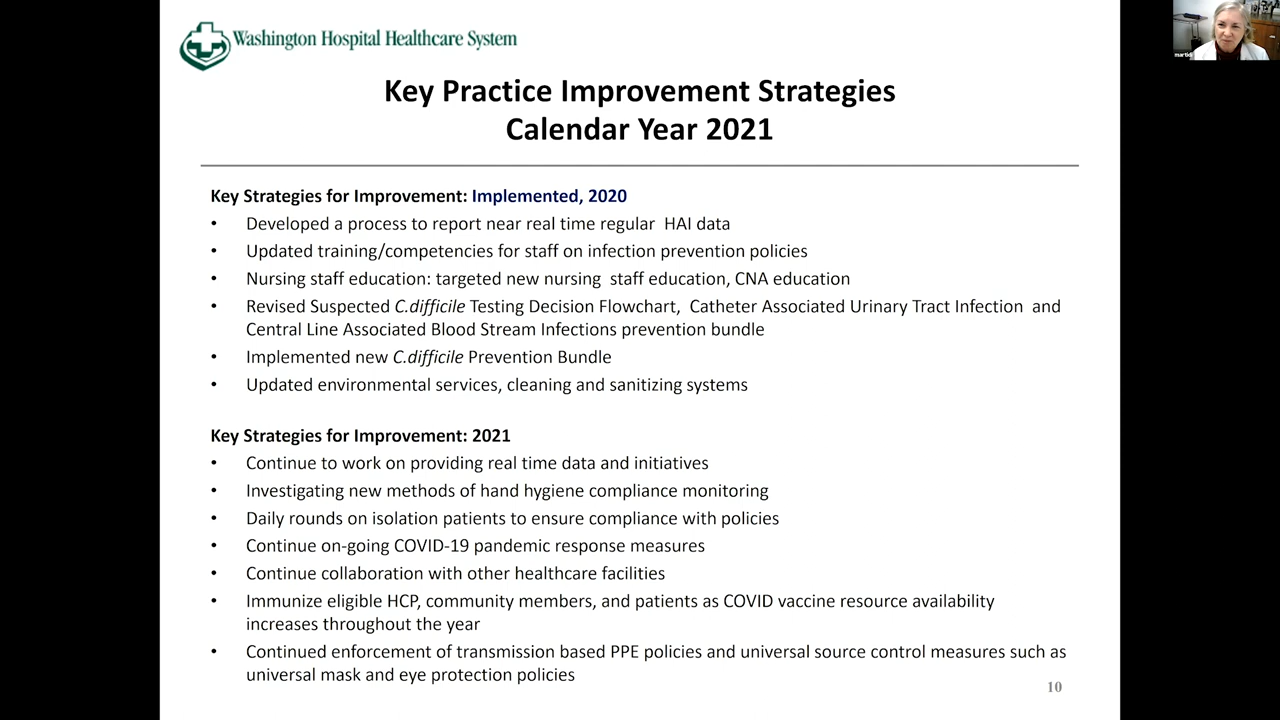 Washington Hospital Healthcare System
Key Practice Improvement Strategies
Calendar Year 2021
Key Strategies for Improvement: Implemented, 2020
• Developed a process to report near real time regular HAI data
• Updated training/competencies for staff on infection prevention policies
• Nursing staff education: targeted new nursing staff education, CNA education
• Revised Suspected C.difficile Testing Decision Flowchart, Catheter Associated Urinary Tract Infection and
Central Line Associated Blood Stream Infections prevention bundle
• Implemented new C.difficile Prevention Bundle
• Updated environmental services, cleaning and sanitizing systems
Key Strategies for Improvement: 2021
• Continue to work on providing real time data and initiatives
• Investigating new methods of hand hygiene compliance monitoring
• Daily rounds on isolation patients to ensure compliance with policies
• Continue on-going COVID-19 pandemic response measures
• Continue collaboration with other healthcare facilities
• Immunize eligible HCP, community members, and patients as COVID vaccine resource availability
increases throughout the year
• Continued enforcement of transmission based PPE policies and universal source control measures such as
universal mask and eye protection policies
10